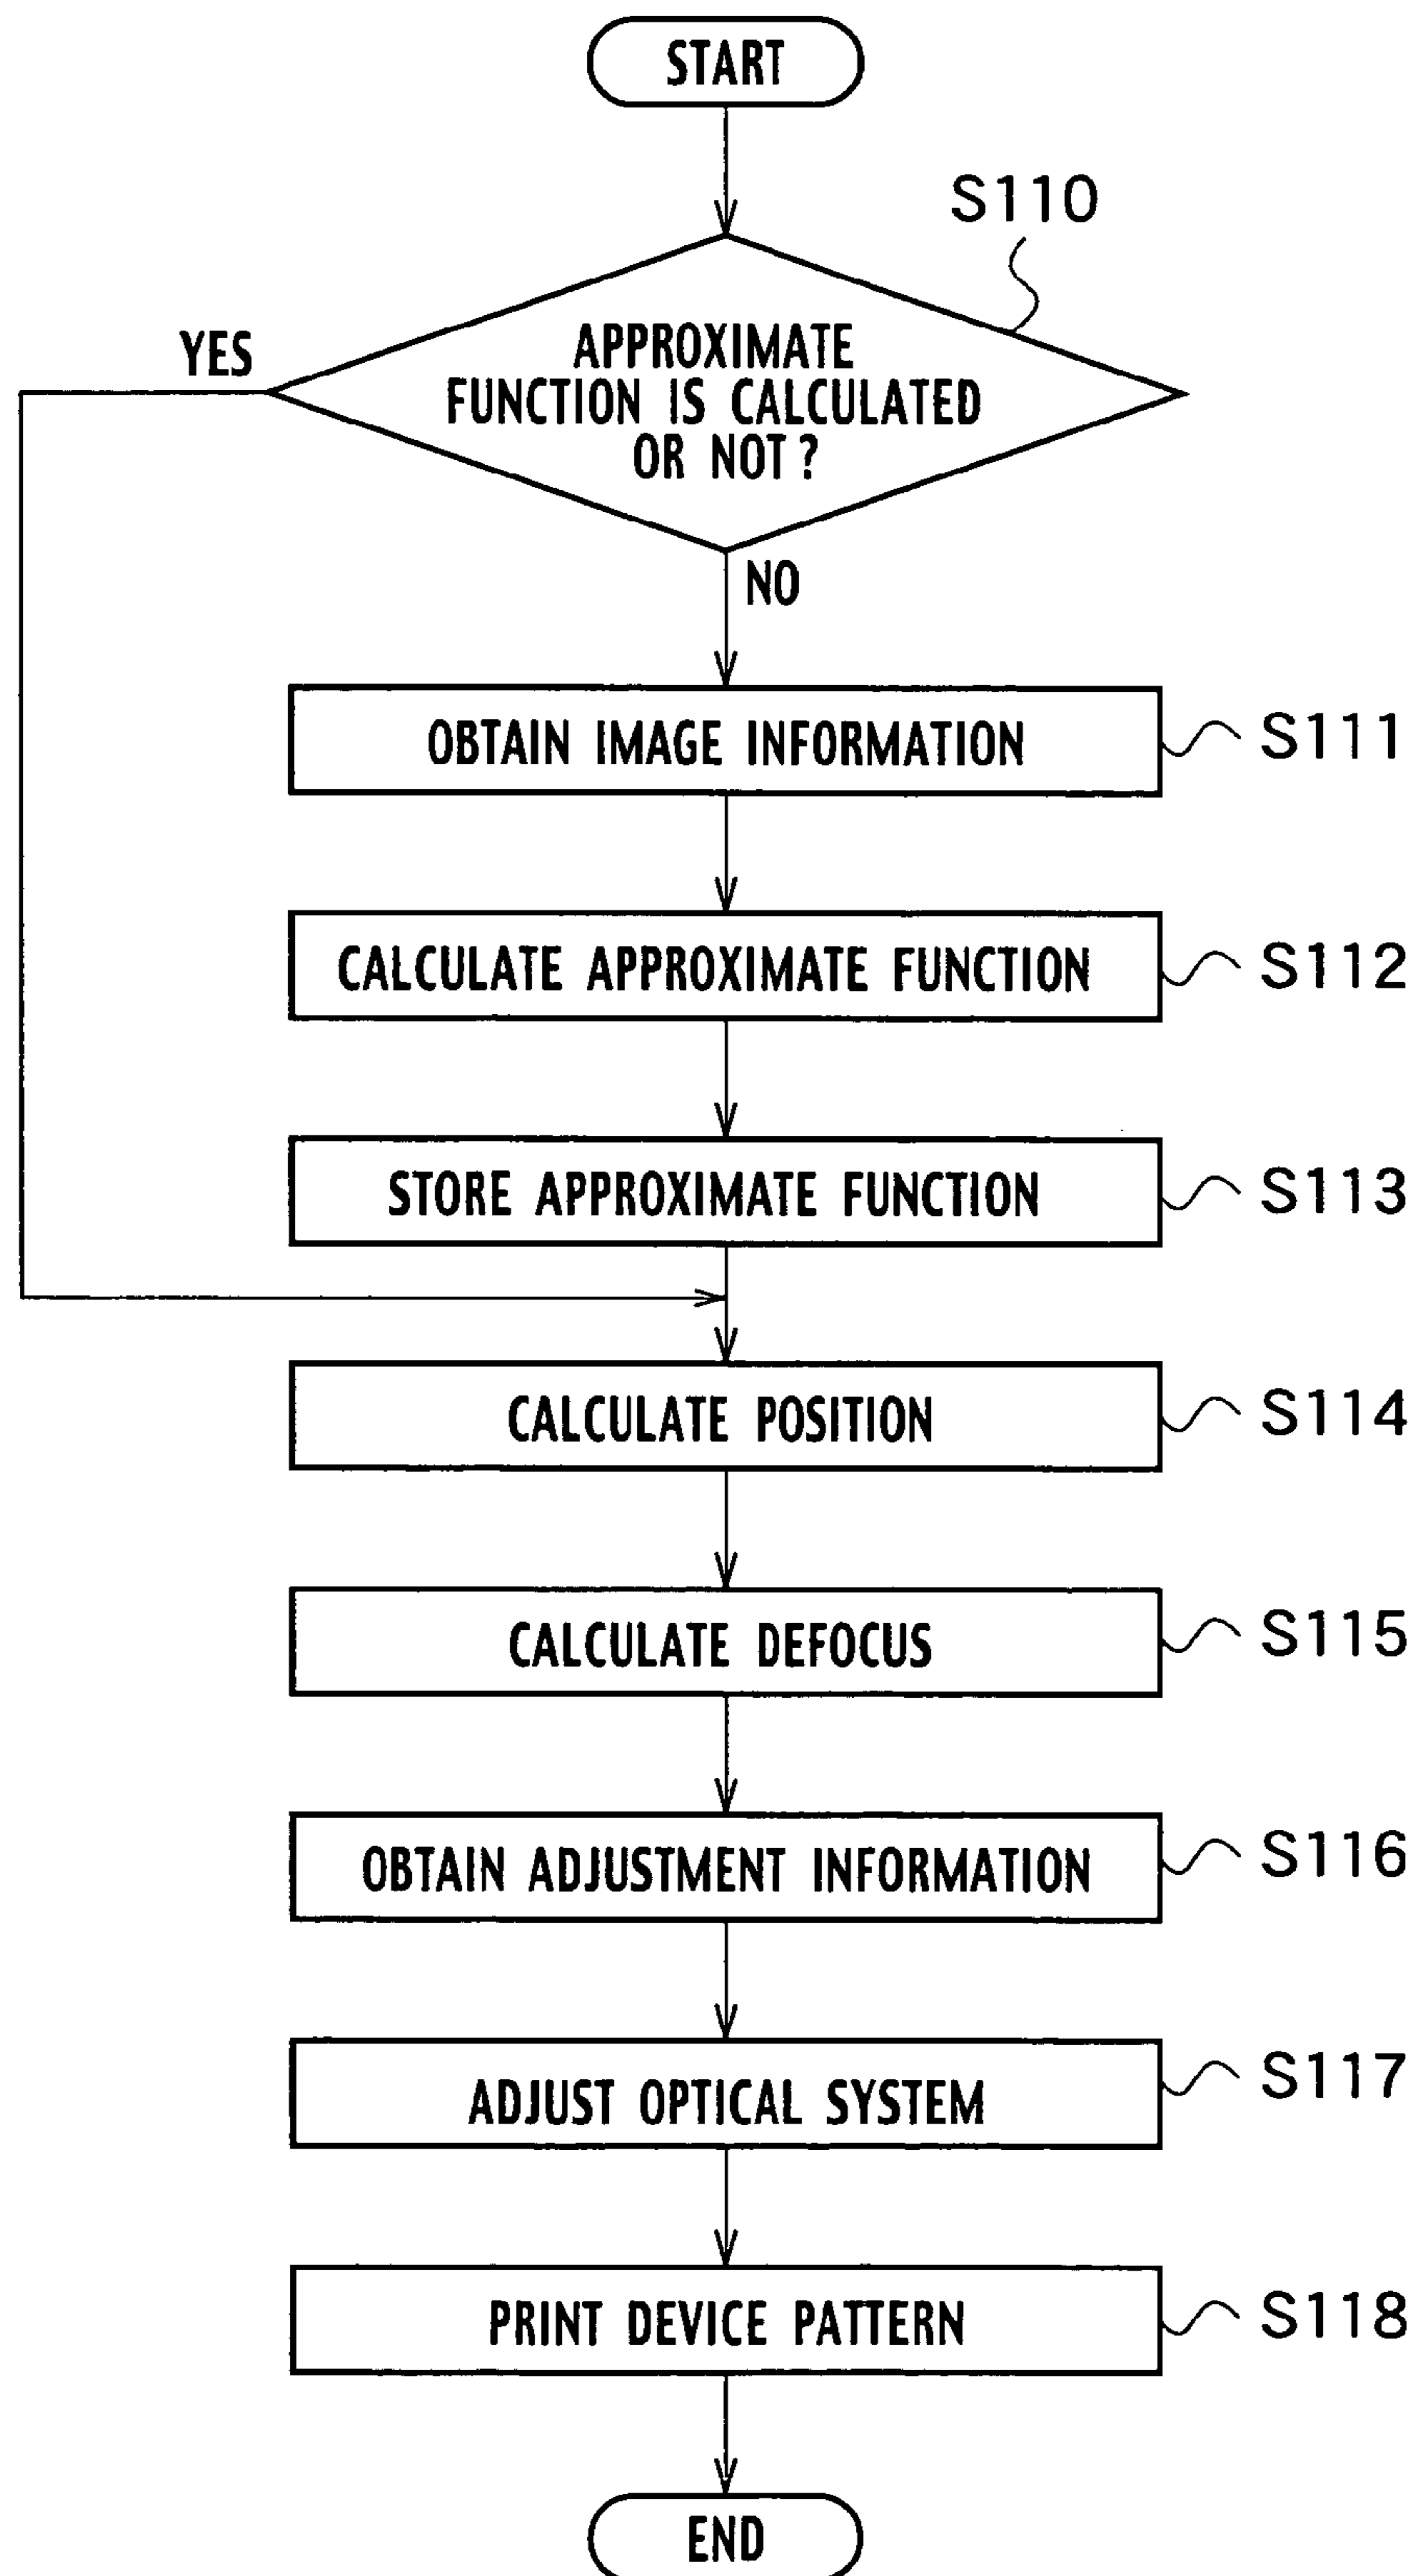 START
S110
YES
APPROXIMATE
FUNCTION IS CALCULATED
OR NOT?
NO
OBTAIN IMAGE INFORMATION
S111
CALCULATE APPROXIMATE FUNCTION
S112
STORE APPROXIMATE FUNCTION
S113
CALCULATE POSITION
S114
CALCULATE DEFOCUS
S115
OBTAIN ADJUSTMENT INFORMATION
S116
ADJUST OPTICAL SYSTEM
S117
PRINT DEVICE PATTERN
S118
END